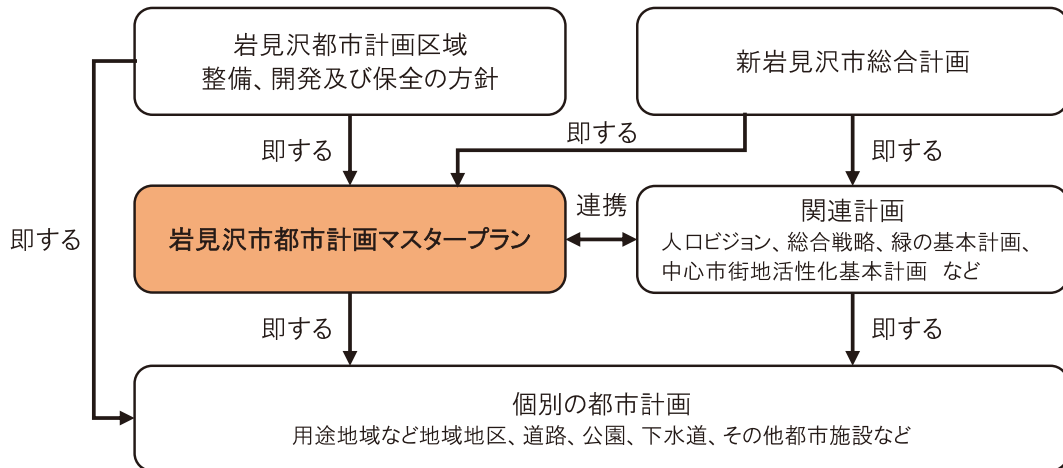 岩見沢都市計画区域
整備、開発及び保全の方針
新岩見沢市総合計画
即する
即する
即する
即する
岩見沢市都市計画マスタープラン
連携
関連計画
人口ビジョン、総合戦略、緑の基本計画、
中心市街地活性化基本計画 など
即する
即する
個別の都市計画
用途地域など地域地区、道路、公園、下水道、その他都市施設など